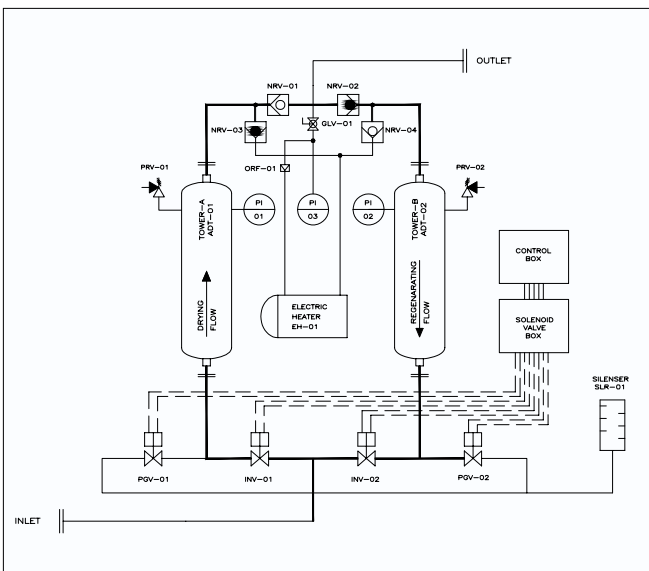 OUTLET
NRV-01
NRV-02
NRV-03
GLV-01
NRV-04
PRV-01
ORF-01
PRV-02
TOWER-A
ADT-01
PI
01
PI
03
PI
02
TOWER-B
ADT-02
DRYING
FLOW
REGENARATING
FLOW
CONTROL
BOX
ELECTRIC
HEATER
EH-01
SOLENOID
VALVE
BOX
SILENSER
SLR-01
PGV-01
INV-01
INV-02
PGV-02
INLET